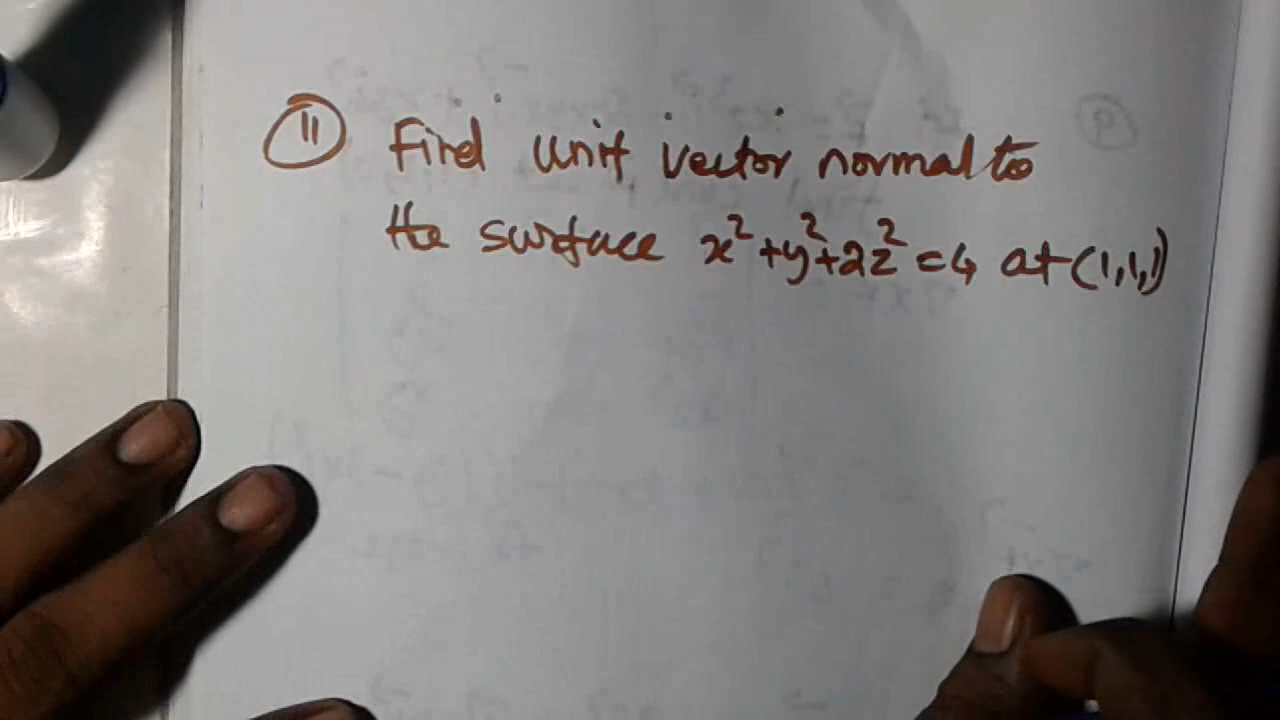 11 Find unit vector normal to
the surface x²+y²+2z²=4 at (1,1,1)